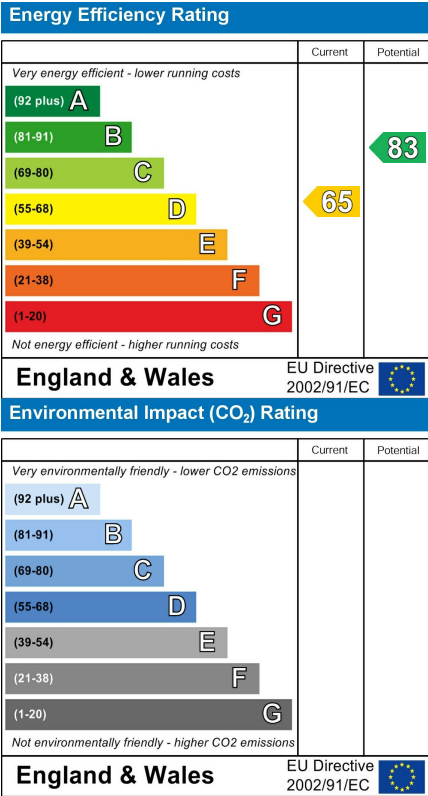 Energy Efficiency Rating
Current Potential
Very energy efficient - lower running costs
(92 plus) A
(81-91) B
83
(69-80) C
(55-68) D
65
(39-54) E
(21-38) F
(1-20) G
Not energy efficient - higher running costs
England & Wales
EU Directive
2002/91/EC
Environmental Impact (CO₂) Rating
Current Potential
Very environmentally friendly - lower CO2 emissions
(92 plus) A
(81-91) B
(69-80) C
(55-68) D
(39-54) E
(21-38) F
(1-20) G
Not environmentally friendly - higher CO2 emissions
England & Wales
EU Directive
2002/91/EC